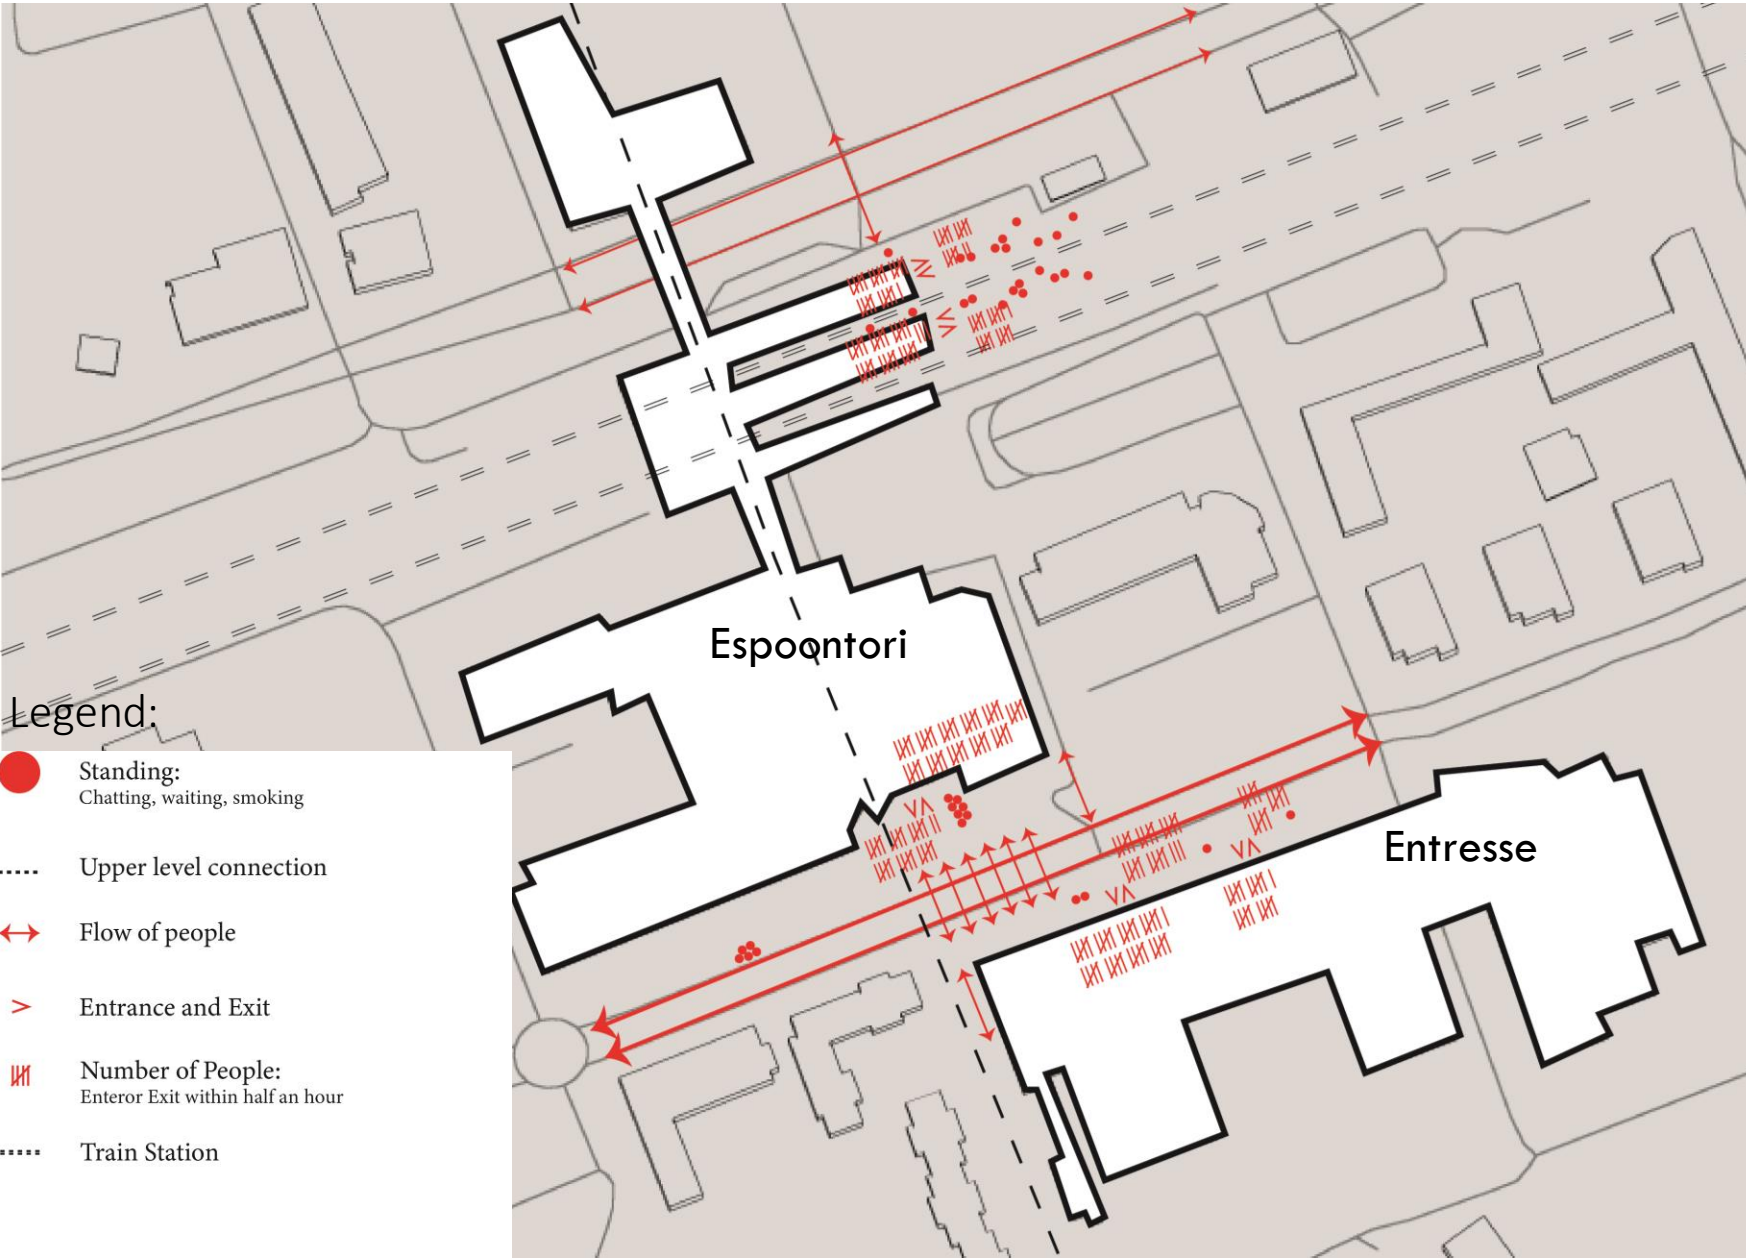 Espoontori
Entresse
Legend:
Standing:
Chatting, waiting, smoking
Upper level connection
Flow of people
Entrance and Exit
Number of People:
Enteror Exit within half an hour
Train Station